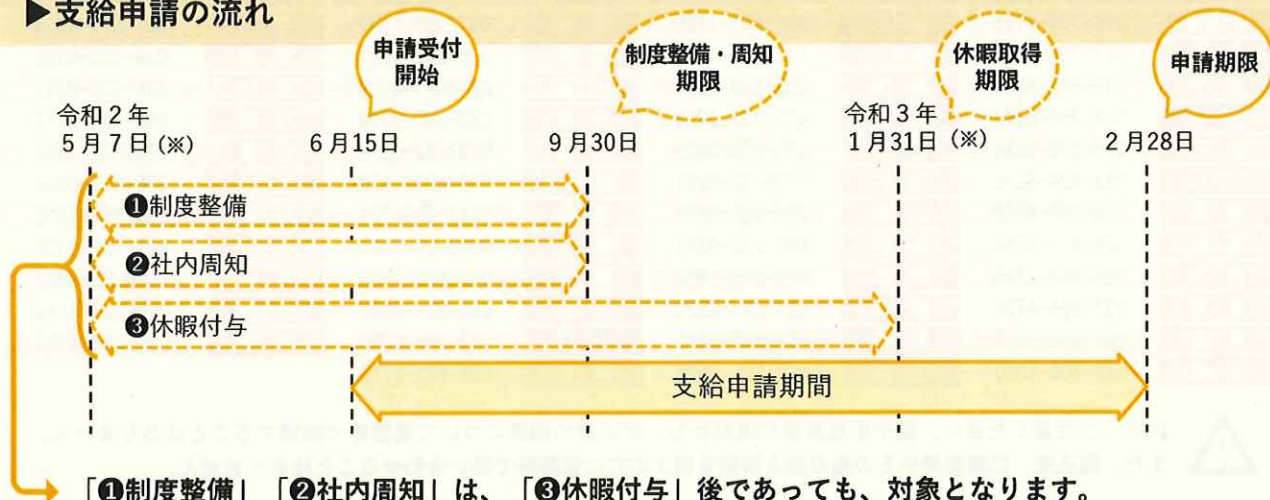 ▶支給申請の流れ
申請受付
開始
制度整備・周知
期限
休暇取得
期限
申請期限
令和2年
5月7日(※)
6月15日
9月30日
令和3年
1月31日(※)
2月28日
❶制度整備
❷社内周知
❸休暇付与
支給申請期間
「❶制度整備」「❷社内周知」は、「❸休暇付与」後であっても、対象となります。